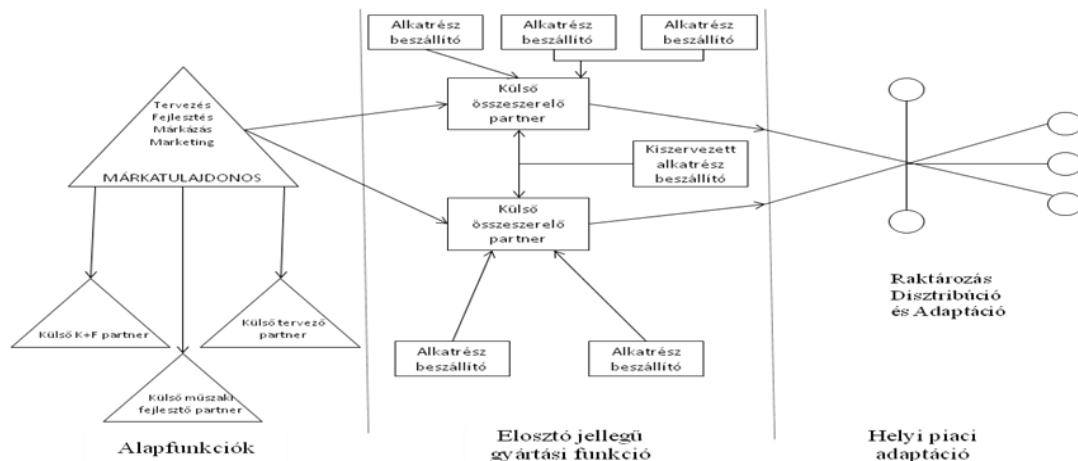 Tervezés
Fejlesztés
Márkázás
Marketing
MÁRKATULAJDONOS
Külső K+F partner
Külső tervező
partner
Külső műszaki
fejlesztő partner
Alapfunkciók
Alkatrész
beszállító
Alkatrész
beszállító
Alkatrész
beszállító
Külső
összeszerelő
partner
Kiszervezett
alkatrész
beszállító
Külső
összeszerelő
partner
Alkatrész
beszállító
Alkatrész
beszállító
Elosztó jellegű
gyártási funkció
Raktározás
Disztribúció
és Adaptáció
Helyi piaci
adaptáció